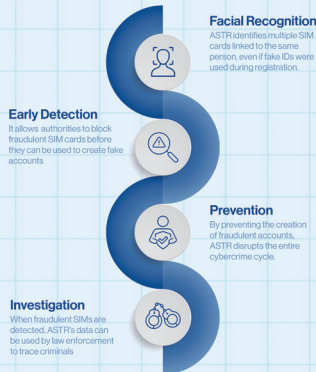 Facial Recognition
ASTR identifies multiple SIM
cards linked to the same
person, even if fake IDs were
used during registration.
Early Detection
It allows authorities to block
fraudulent SIM cards before
they can be used to create fake
accounts
Prevention
By preventing the creation
of fraudulent accounts,
ASTR disrupts the entire
cybercrime cycle.
Investigation
When fraudulent SIMs are
detected, ASTR's data can
be used by law enforcement
to trace criminals